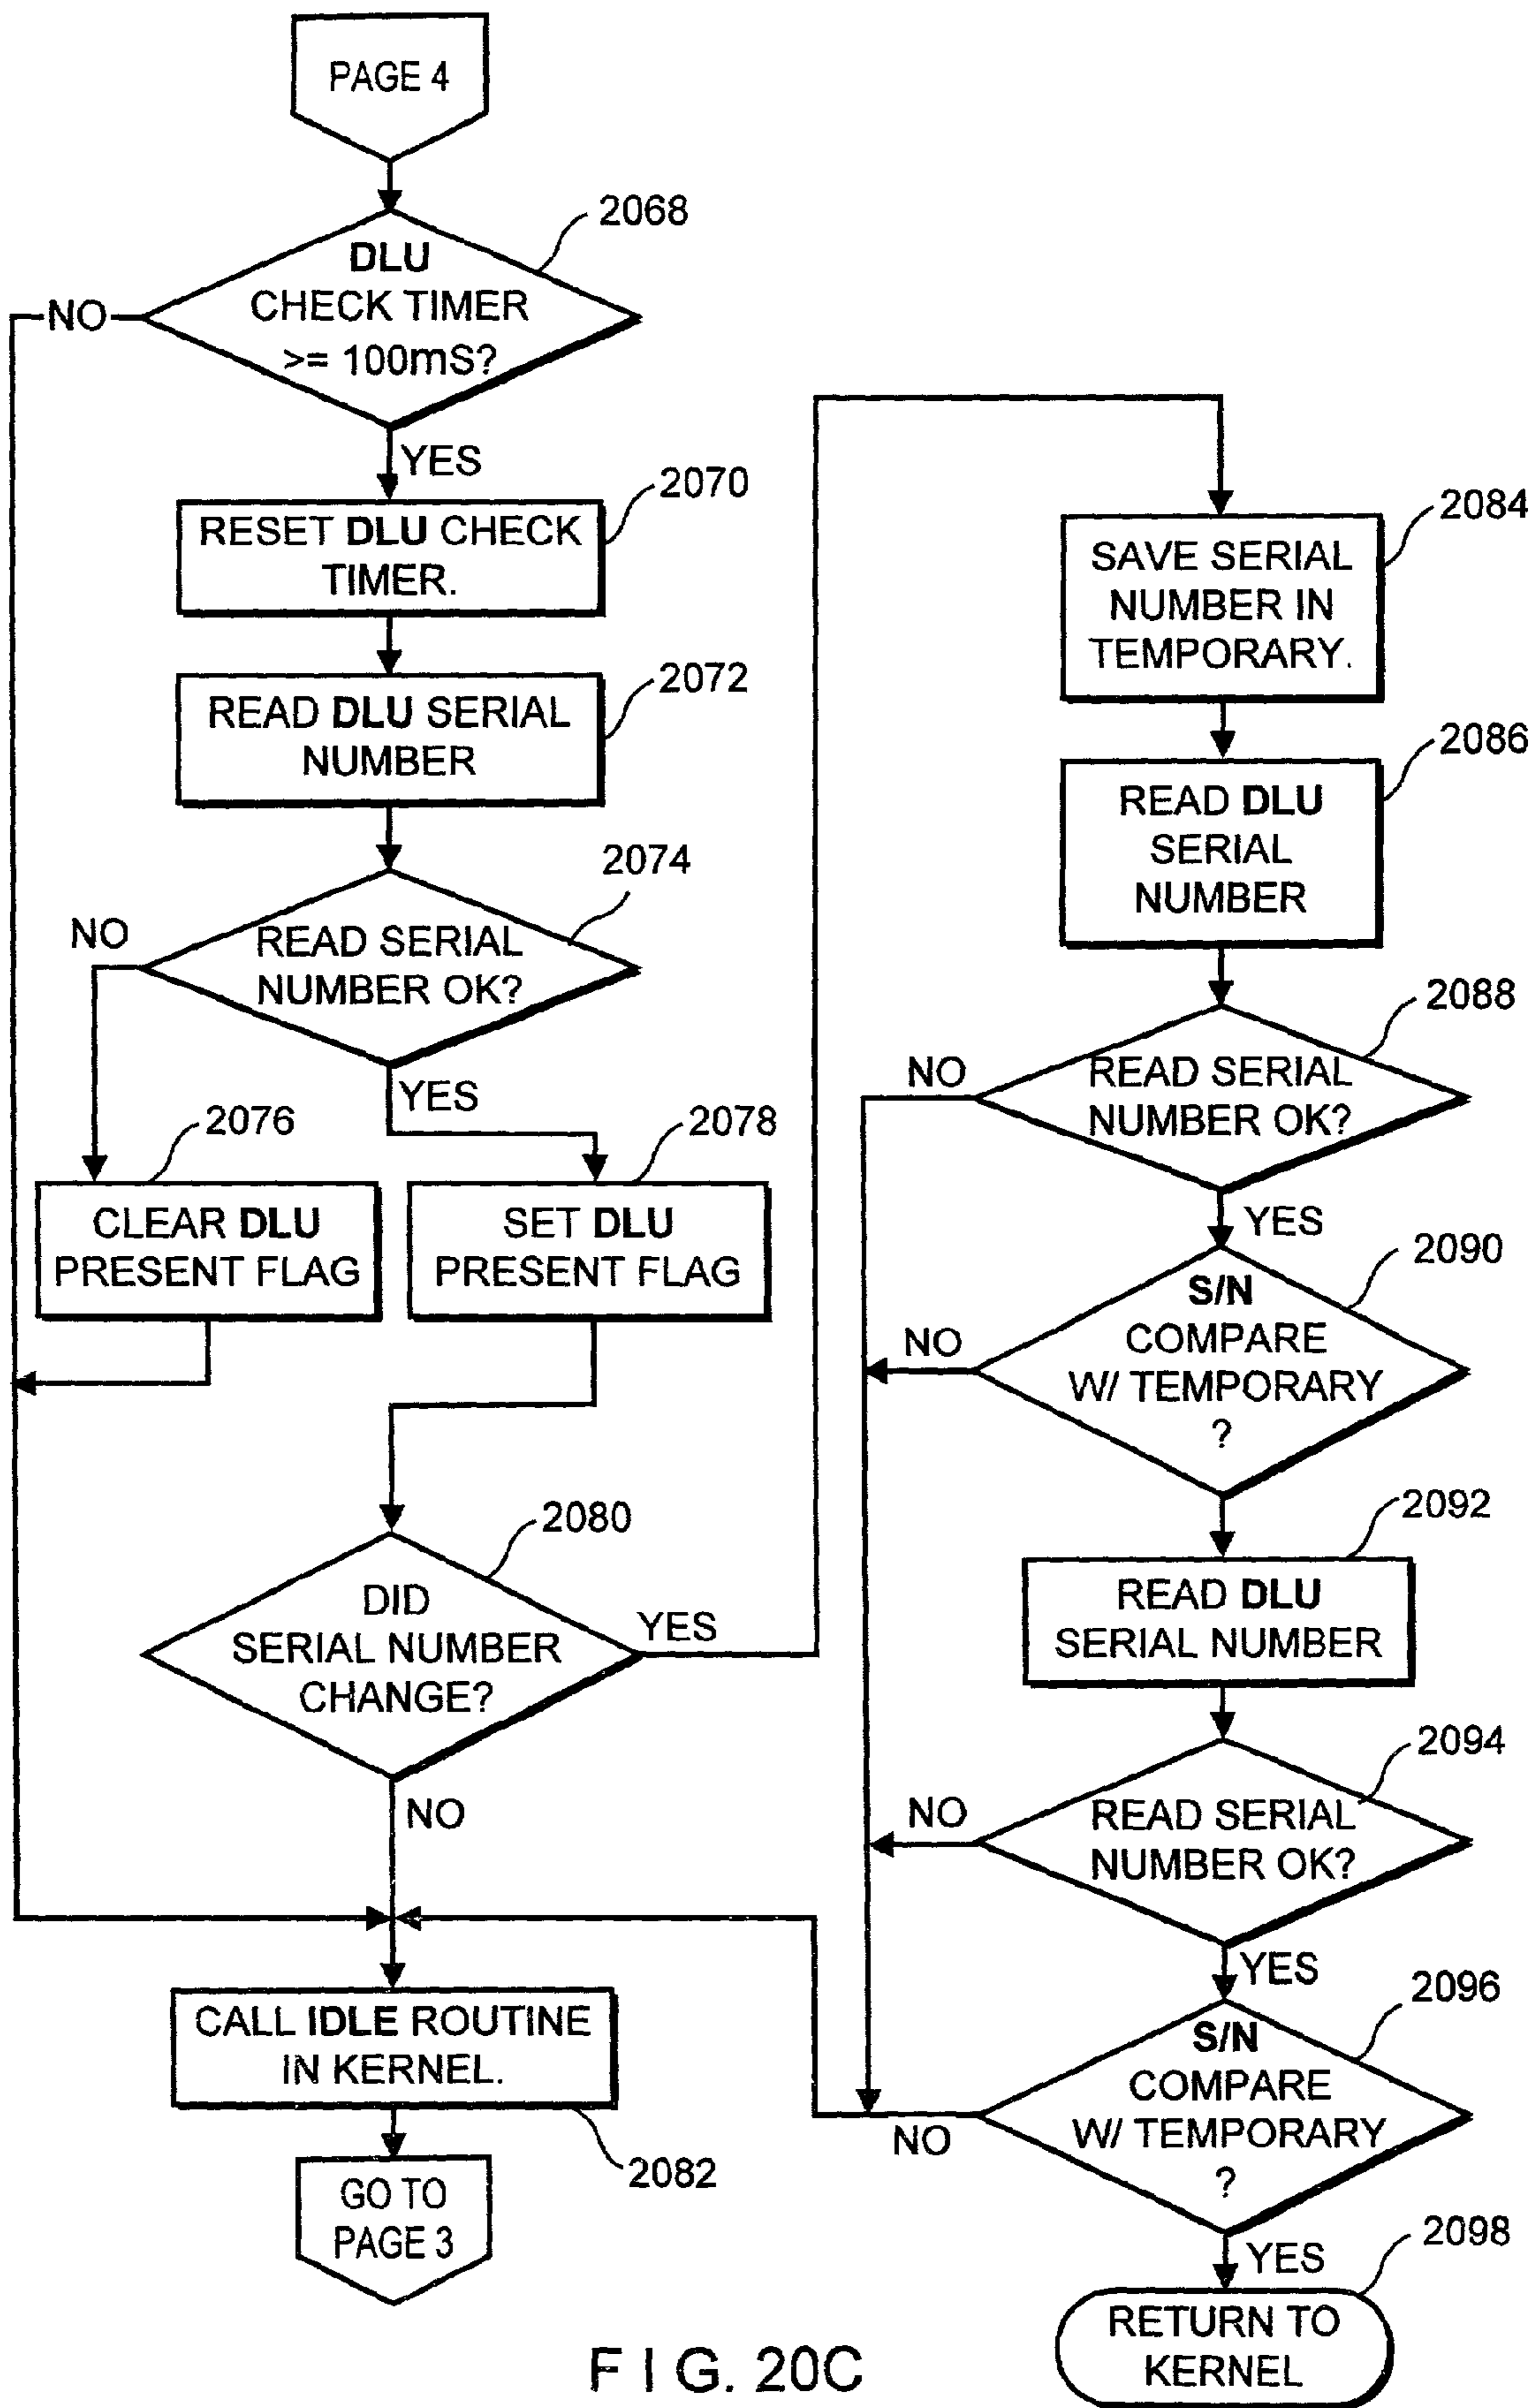 PAGE 4
2068
DLU
CHECK TIMER
>= 100mS?
NO
YES
2070
RESET DLU CHECK
TIMER.
2072
READ DLU SERIAL
NUMBER
2074
READ SERIAL
NUMBER OK?
NO
YES
2076
CLEAR DLU
PRESENT FLAG
2078
SET DLU
PRESENT FLAG
2080
DID
SERIAL NUMBER
CHANGE?
YES
NO
CALL IDLE ROUTINE
IN KERNEL.
2082
GO TO
PAGE 3
2084
SAVE SERIAL
NUMBER IN
TEMPORARY.
2086
READ DLU
SERIAL
NUMBER
2088
READ SERIAL
NUMBER OK?
NO
YES
2090
S/N
COMPARE
W/ TEMPORARY
?
NO
2092
READ DLU
SERIAL NUMBER
2094
READ SERIAL
NUMBER OK?
NO
YES
2096
S/N
COMPARE
W/ TEMPORARY
?
NO
YES
2098
RETURN TO
KERNEL
F I G. 20C